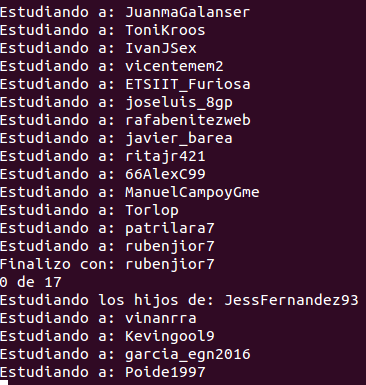 Estudiando a: JuanmaGalanser
Estudiando a: ToniKroos
Estudiando a: IvanJSex
Estudiando a: vicentemem2
Estudiando a: ETSIIT_Furiosa
Estudiando a: joseluis_8gp
Estudiando a: rafabenitezweb
Estudiando a: javier_barea
Estudiando a: ritajr421
Estudiando a: 66AlexC99
Estudiando a: ManuelCampoyGme
Estudiando a: Torlop
Estudiando a: patrilara7
Estudiando a: rubenjior7
Finalizo con: rubenjior7
0 de 17
Estudiando los hijos de: JessFernandez93
Estudiando a: vinanrra
Estudiando a: Kevingool9
Estudiando a: garcia_egn2016
Estudiando a: Poide1997